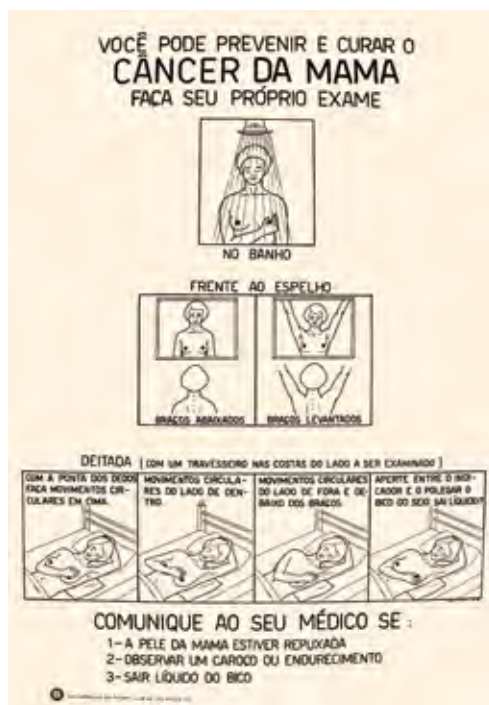 VOCÊ PODE PREVENIR E CURAR O
CÂNCER DA MAMA
FAÇA SEU PRÓPRIO EXAME
NO BANHO
FRENTE AO ESPELHO
BRAÇOS ABAIXADOS
BRAÇOS LEVANTADOS
DEITADA (COM UM TRAVESSEIRO NAS COSTAS DO LADO A SER EXAMINADO)
COM A PONTA DOS DEDOS
FAÇA MOVIMENTOS CIR-
CULARES EM CIMA.
MOVIMENTOS CIRCULA-
RES DO LADO DE DEN-
TRO.
MOVIMENTOS CIRCULARES
DO LADO DE FORA E DE-
BAIXO DOS BRAÇOS.
APERTE ENTRE O INDI-
CADOR E O POLEGAR O
BICO DO SEIO. SAI LÍQUIDO?
COMUNIQUE AO SEU MÉDICO SE :
1-A PELE DA MAMA ESTIVER REPUXADA
2-OBSERVAR UM CAROÇO OU ENDURECIMENTO
3-SAIR LÍQUIDO DO BICO